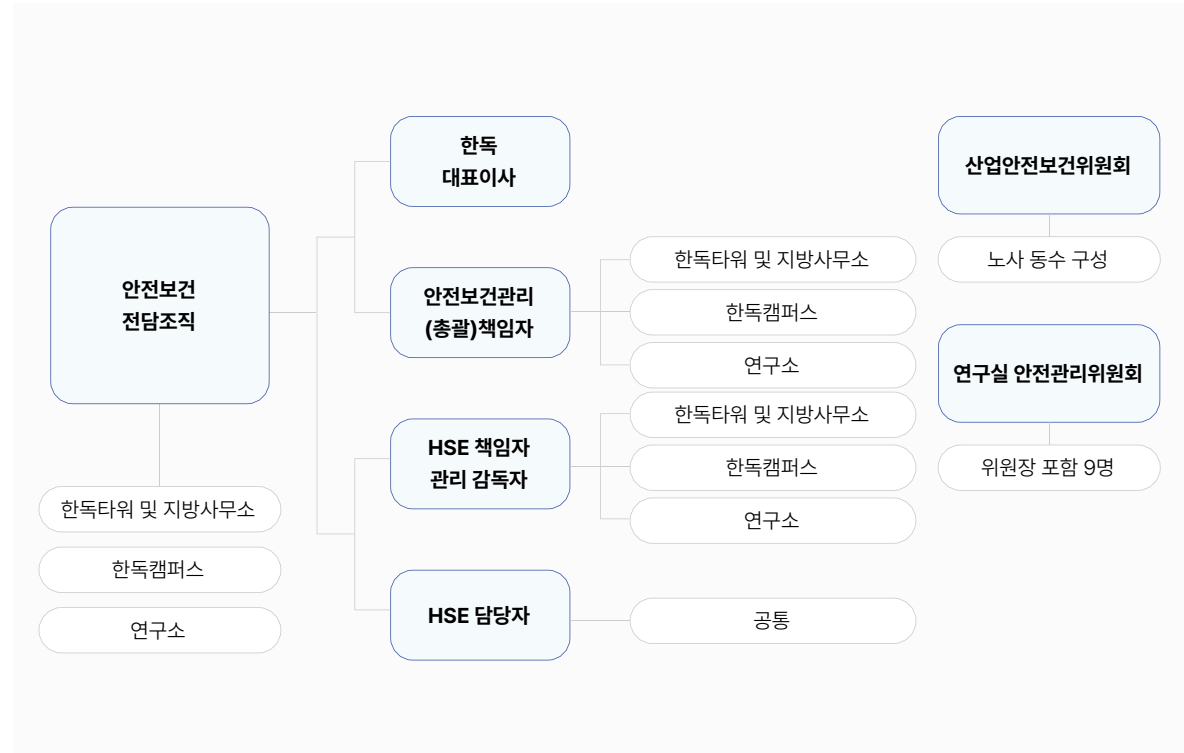 안전보건
전담조직
한독타워 및 지방사무소
한독캠퍼스
연구소
한독
대표이사
안전보건관리
(총괄)책임자
한독타워 및 지방사무소
한독캠퍼스
연구소
HSE 책임자
관리 감독자
한독타워 및 지방사무소
한독캠퍼스
연구소
HSE 담당자
공통
산업안전보건위원회
노사 동수 구성
연구실 안전관리위원회
위원장 포함 9명